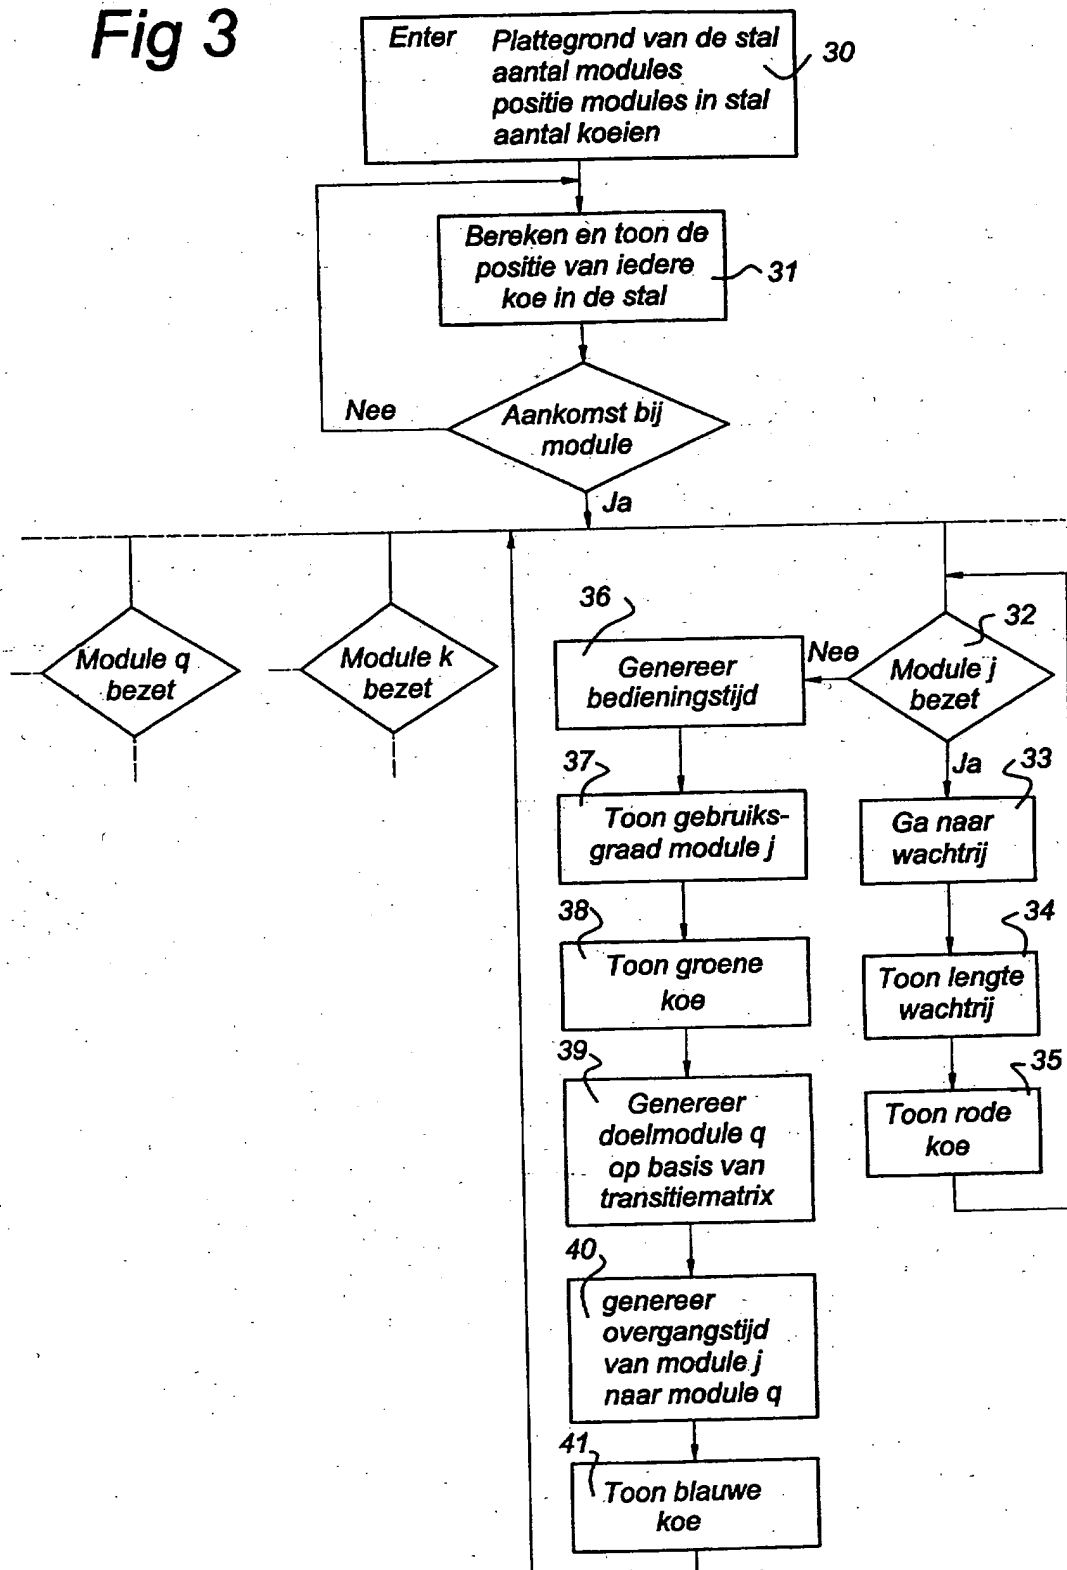 Fig 3
Enter Plattegrond van de stal
aantal modules
positie modules in stal
aantal koeien
30
Bereken en toon de
positie van iedere
koe in de stal
31
Aankomst bij
module
Nee
Ja
Module q
bezet
Module k
bezet
36
Genereer
bedieningstijd
Nee
32
Module j
bezet
Ja
37
Toon gebruiks-
graad module j
33
Ga naar
wachtrij
38
Toon groene
koe
34
Toon lengte
wachtrij
39
Genereer
doelmodule q
op basis van
transitiematrix
35
Toon rode
koe
40
genereer
overgangstijd
van module j
naar module q
41
Toon blauwe
koe